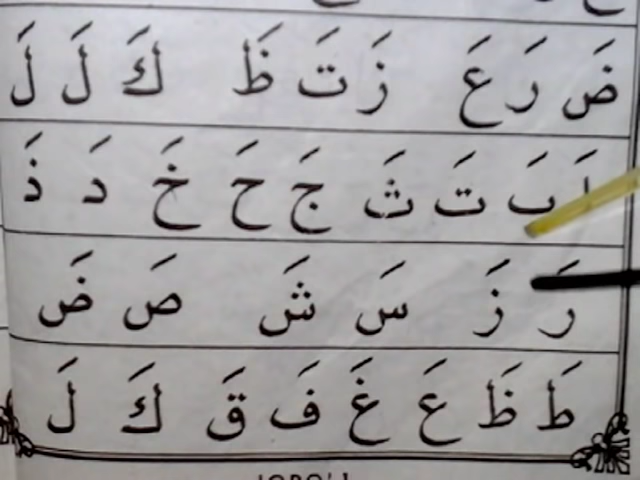 ضَ رَ عَ زَ تَ ظَ كَ لَ لَ
اَ بَ تَ ثَ جَ حَ خَ دَ ذَ
رَ زَ سَ شَ صَ ضَ
طَ ظَ عَ غَ فَ قَ كَ لَ